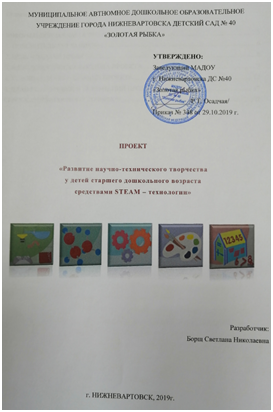 МУНИЦИПАЛЬНОЕ АВТОНОМНОЕ ДОШКОЛЬНОЕ ОБРАЗОВАТЕЛЬНОЕ
УЧРЕЖДЕНИЕ ГОРОДА НИЖНЕВАРТОВСКА ДЕТСКИЙ САД № 40
«ЗОЛОТАЯ РЫБКА»
УТВЕРЖДЕНО:
Заведующий МАДОУ
г. Нижневартовска ДС №40
«Золотая рыбка»
Осадчая/
Приказ № 348 от 29.10.2019 г.
ПРОЕКТ
«Развитие научно-технического творчества
у детей старшего дошкольного возраста
средствами STEAM – технологии»
12345
Разработчик:
Борщ Светлана Николаевна
г. НИЖНЕВАРТОВСК, 2019г.